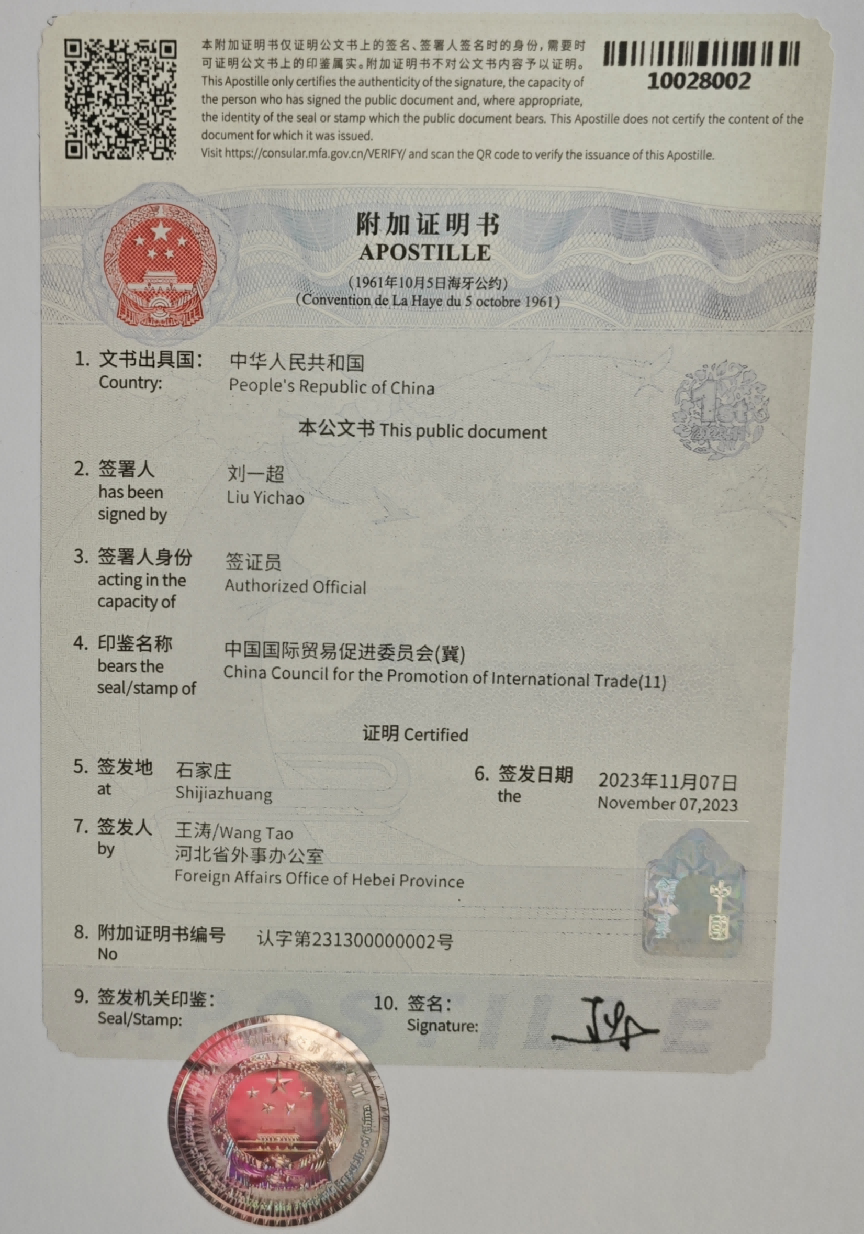 本附加证明书仅证明公文书上的签名、签署人签名时的身份，需要时
可证明公文书上的印鉴属实。附加证明书不对公文书内容予以证明。
This Apostille only certifies the authenticity of the signature, the capacity of
the person who has signed the public document and, where appropriate,
the identity of the seal or stamp which the public document bears. This Apostille does not certify the content of the
document for which it was issued.
Visit https://consular.mfa.gov.cn/VERIFY/ and scan the QR code to verify the issuance of this Apostille.
10028002
附加证明书
APOSTILLE
(1961年10月5日海牙公约)
(Convention de La Haye du 5 octobre 1961)
1. 文书出具国： 中华人民共和国
Country: People's Republic of China
本公文书 This public document
2. 签署人 刘一超
has been Liu Yichao
signed by
3. 签署人身份 签证员
acting in the Authorized Official
capacity of
4. 印鉴名称 中国国际贸易促进委员会(冀)
bears the China Council for the Promotion of International Trade(11)
seal/stamp of
证明 Certified
5. 签发地 石家庄 6. 签发日期 2023年11月07日
at Shijiazhuang the November 07,2023
7. 签发人 王涛/Wang Tao
by 河北省外事办公室
Foreign Affairs Office of Hebei Province
8. 附加证明书编号 认字第231300000002号
No
中國
9. 签发机关印鉴： 10. 签名：
Seal/Stamp: Signature:
APOSTILLE